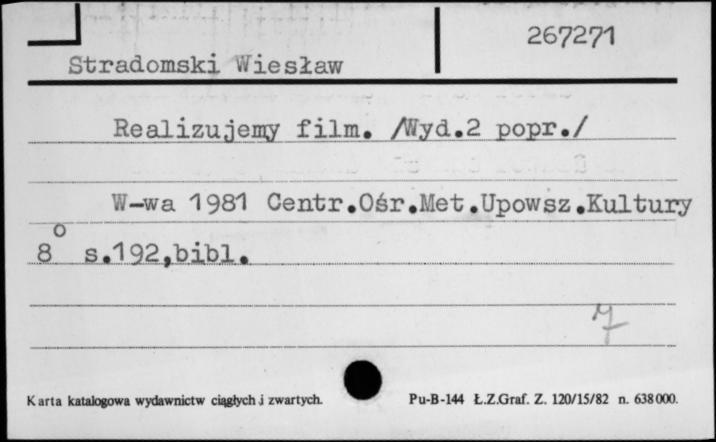 267271
Stradomski Wiesław
Realizujemy film. /Wyd.2 popr./
W-wa 1981 Centr.Ośr.Met.Upowsz.Kultury
8° s.192,bibl.
Karta katalogowa wydawnictw ciągłych i zwartych.
Pu-B-144 Ł.Z.Graf. Z. 120/15/82 n. 638000.